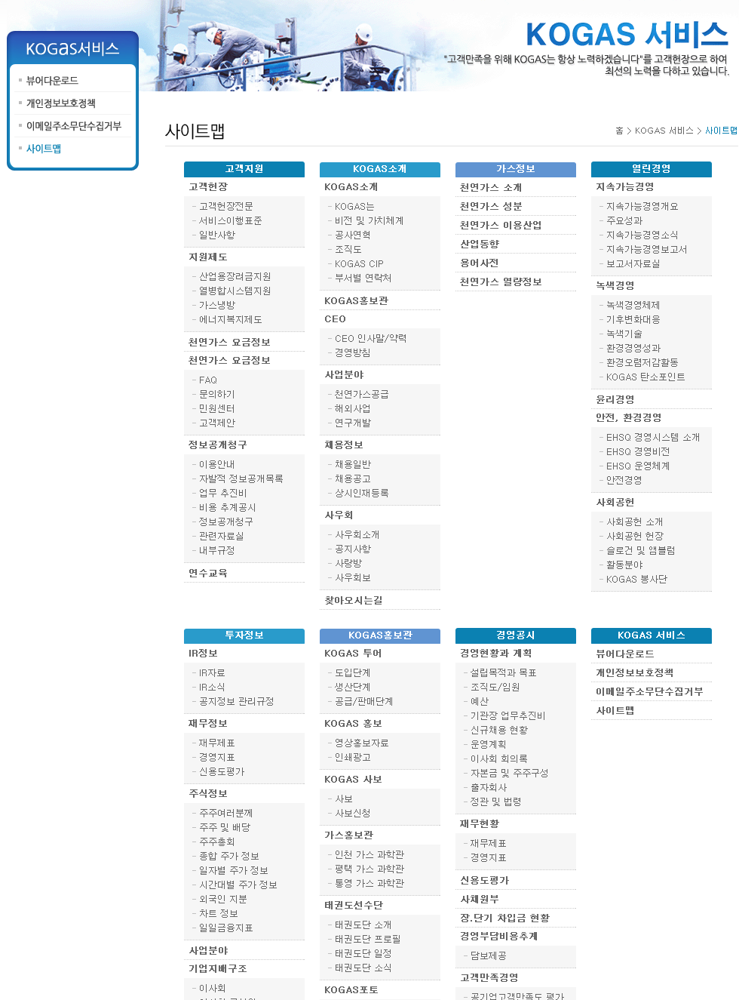 KOGAS 서비스
"고객만족을 위해 KOGAS는 항상 노력하겠습니다"를 고객헌장으로 하여
최선의 노력을 다하고 있습니다.
KOGAS서비스
뷰어다운로드
개인정보보호정책
이메일주소무단수집거부
사이트맵
사이트맵
홈 > KOGAS 서비스 > 사이트맵
고객지원
고객헌장
- 고객헌장전문
- 서비스이행표준
- 일반사항
지원제도
- 산업용장려금지원
- 열병합시스템지원
- 가스냉방
- 에너지복지제도
천연가스 요금정보
천연가스 요금정보
- FAQ
- 문의하기
- 민원센터
- 고객제안
정보공개청구
- 이용안내
- 자발적 정보공개목록
- 업무 추진비
- 비용 추계공시
- 정보공개청구
- 관련자료실
- 내부규정
연수교육
KOGAS소개
KOGAS소개
- KOGAS는
- 비전 및 가치체계
- 공사연혁
- 조직도
- KOGAS CIP
- 부서별 연락처
KOGAS홍보관
CEO
- CEO 인사말/약력
- 경영방침
사업분야
- 천연가스공급
- 해외사업
- 연구개발
채용정보
- 채용일반
- 채용공고
- 상시인재등록
사우회
- 사우회소개
- 공지사항
- 사랑방
- 사우회보
찾아오시는길
가스정보
천연가스 소개
천연가스 성분
천연가스 이용산업
산업동향
용어사전
천연가스 열량정보
열린경영
지속가능경영
- 지속가능경영개요
- 주요성과
- 지속가능경영소식
- 지속가능경영보고서
- 보고서자료실
녹색경영
- 녹색경영체제
- 기후변화대응
- 녹색기술
- 환경경영성과
- 환경오염저감활동
- KOGAS 탄소포인트
윤리경영
안전, 환경경영
- EHSQ 경영시스템 소개
- EHSQ 경영비전
- EHSQ 운영체계
- 안전경영
사회공헌
- 사회공헌 소개
- 사회공헌 헌장
- 슬로건 및 엠블럼
- 활동분야
- KOGAS 봉사단
투자정보
IR정보
- IR자료
- IR소식
- 공지정보 관리규정
재무정보
- 재무제표
- 경영지표
- 신용도평가
주식정보
- 주주여러분께
- 주주 및 배당
- 주주총회
- 종합 주가 정보
- 일자별 주가 정보
- 시간대별 주가 정보
- 외국인 지분
- 차트 정보
- 일일금융지표
사업분야
기업지배구조
- 이사회
KOGAS홍보관
KOGAS 투어
- 도입단계
- 생산단계
- 공급/판매단계
KOGAS 홍보
- 영상홍보자료
- 인쇄광고
KOGAS 사보
- 사보
- 사보신청
가스홍보관
- 인천 가스 과학관
- 평택 가스 과학관
- 통영 가스 과학관
태권도선수단
- 태권도단 소개
- 태권도단 프로필
- 태권도단 일정
- 태권도단 소식
KOGAS포토
경영공시
경영현황과 계획
- 설립목적과 목표
- 조직도/임원
- 예산
- 기관장 업무추진비
- 신규채용 현황
- 운영계획
- 이사회 회의록
- 자본금 및 주주구성
- 출자회사
- 정관 및 법령
재무현황
- 재무제표
- 경영지표
신용도평가
사채원부
장.단기 차입금 현황
경영부담비용추계
- 담보제공
고객만족경영
- 공기업고객만족도 평가
KOGAS 서비스
뷰어다운로드
개인정보보호정책
이메일주소무단수집거부
사이트맵